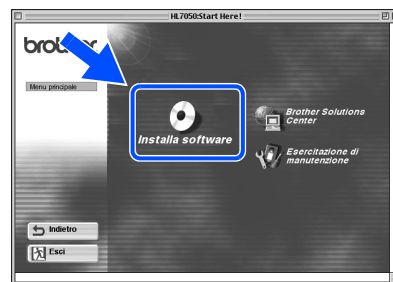 HL7050:Start Here!
brother
Menu principale
Installa software
Brother Solutions
Center
Esercitazione di
manutenzione
Indietro
Esci